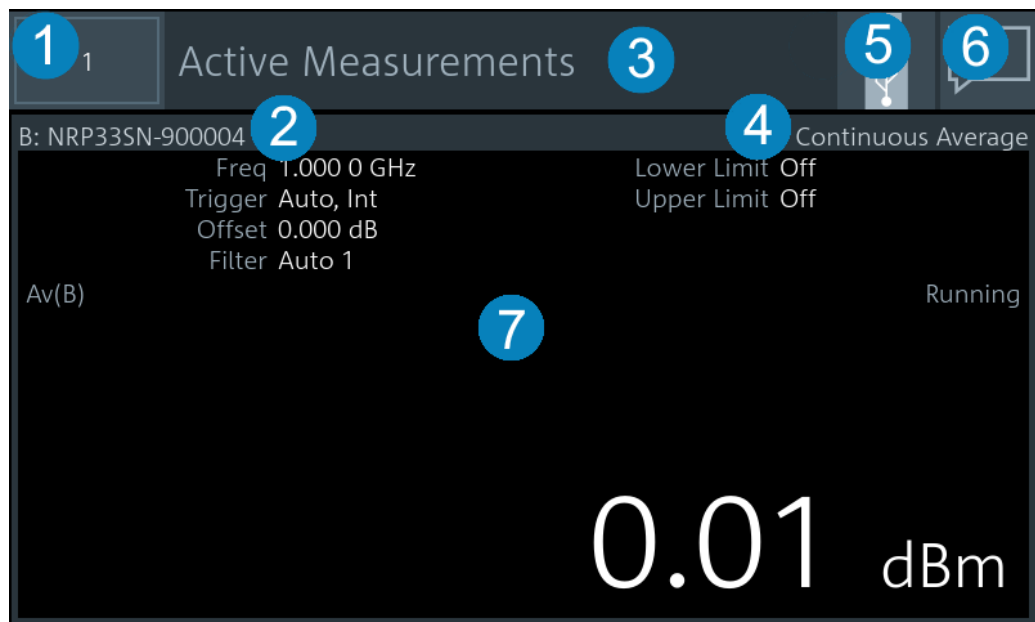 1 1 Active Measurements 3 5 6
B: NRP33SN-900004 2 4 Continuous Average
Freq 1.000 0 GHz Lower Limit Off
Trigger Auto, Int Upper Limit Off
Offset 0.000 dB
Filter Auto 1
Av(B) 7 Running
0.01 dBm